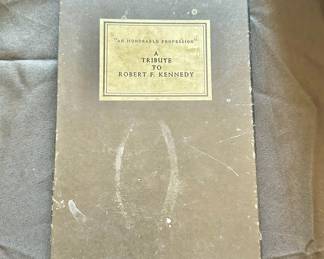 "AN HONORABLE PROFESSION"
A
TRIBUTE
TO
ROBERT F. KENNEDY